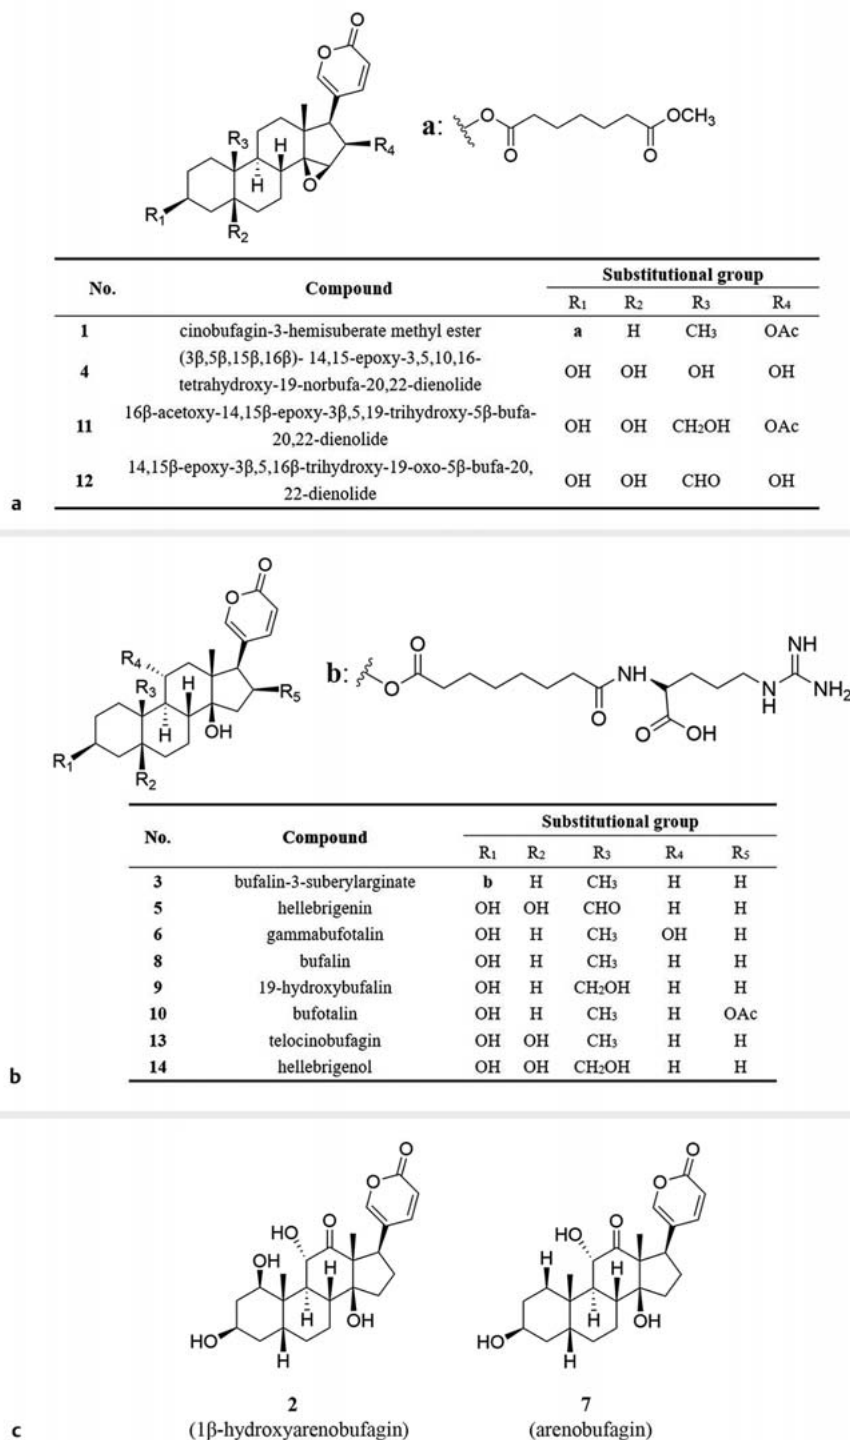 O
O
R3
H
R4
H
O
R1
R2
a:
O
O
O
OCH3
No.
Compound
Substitutional group
R1 R2 R3 R4
1 cinobufagin-3-hemisuberate methyl ester a H CH3 OAc
4 (3β,5β,15β,16β)- 14,15-epoxy-3,5,10,16-
tetrahydroxy-19-norbufa-20,22-dienolide OH OH OH OH
11 16β-acetoxy-14,15β-epoxy-3β,5,19-trihydroxy-5β-bufa-
20,22-dienolide OH OH CH2OH OAc
12 14,15β-epoxy-3β,5,16β-trihydroxy-19-oxo-5β-bufa-20,
22-dienolide OH OH CHO OH
a
O
O
R4
R3
H
R5
H
OH
R1
R2
b:
O
O
O
NH
O
OH
N
H
NH
NH2
No.
Compound
Substitutional group
R1 R2 R3 R4 R5
3 bufalin-3-suberylarginate b H CH3 H H
5 hellebrigenin OH OH CHO H H
6 gammabufotalin OH H CH3 OH H
8 bufalin OH H CH3 H H
9 19-hydroxybufalin OH H CH2OH H H
10 bufotalin OH H CH3 H OAc
13 telocinobufagin OH OH CH3 H H
14 hellebrigenol OH OH CH2OH H H
b
O
O
HO
O
OH
H
H
OH
HO
H
2
(1β-hydroxyarenobufagin)
O
O
HO
O
H
H
H
OH
HO
H
7
(arenobufagin)
c